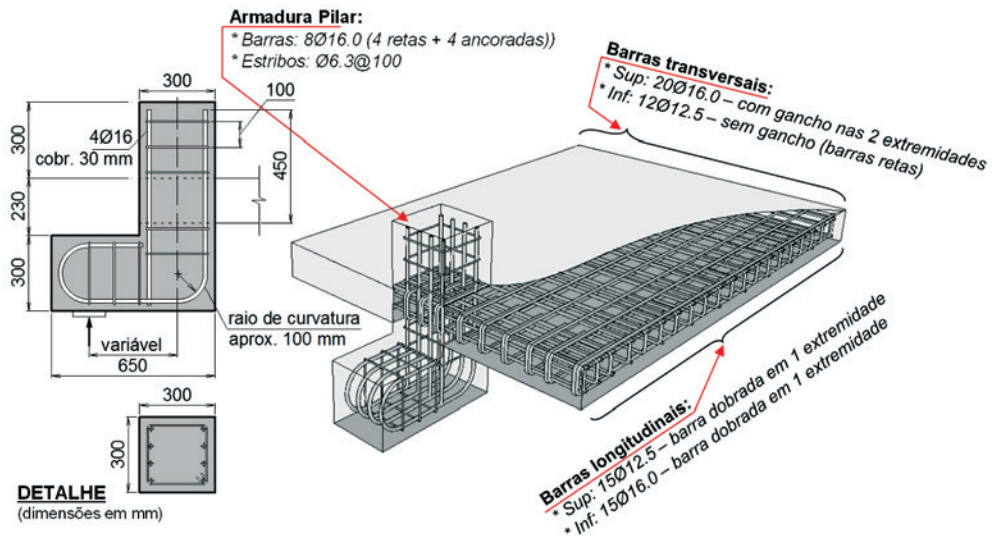 Armadura Pilar:
* Barras: 8Ø16.0 (4 retas + 4 ancoradas))
* Estribos: Ø6.3@100
Barras transversais:
* Sup: 20Ø16.0 – com gancho nas 2 extremidades
* Inf: 12Ø12.5 – sem gancho (barras retas)
300
100
4Ø16
cobr. 30 mm
300
450
230
300
raio de curvatura
aprox. 100 mm
variável
650
300
300
DETALHE
(dimensões em mm)
Barras longitudinais:
* Sup: 15Ø12.5 – barra dobrada em 1 extremidade
* Inf: 15Ø16.0 – barra dobrada em 1 extremidade